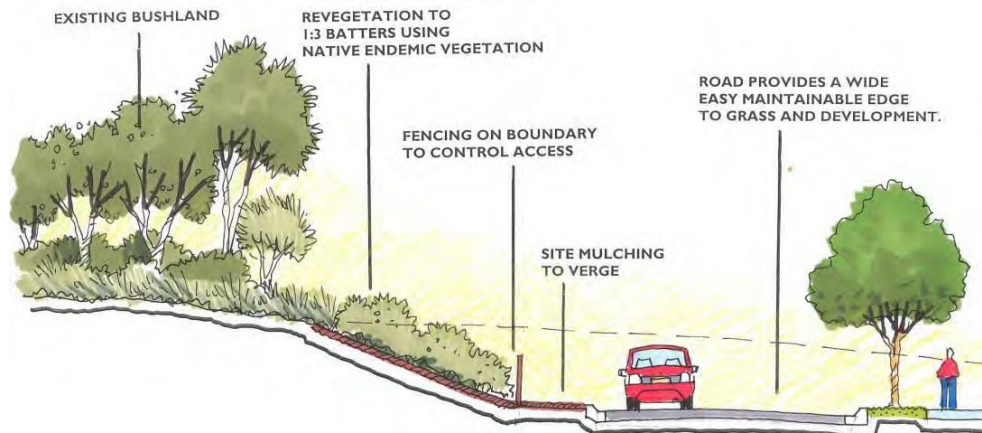 EXISTING BUSHLAND
REVEGETATION TO
1:3 BATTERS USING
NATIVE ENDEMIC VEGETATION
FENCING ON BOUNDARY
TO CONTROL ACCESS
SITE MULCHING
TO VERGE
ROAD PROVIDES A WIDE
EASY MAINTAINABLE EDGE
TO GRASS AND DEVELOPMENT.